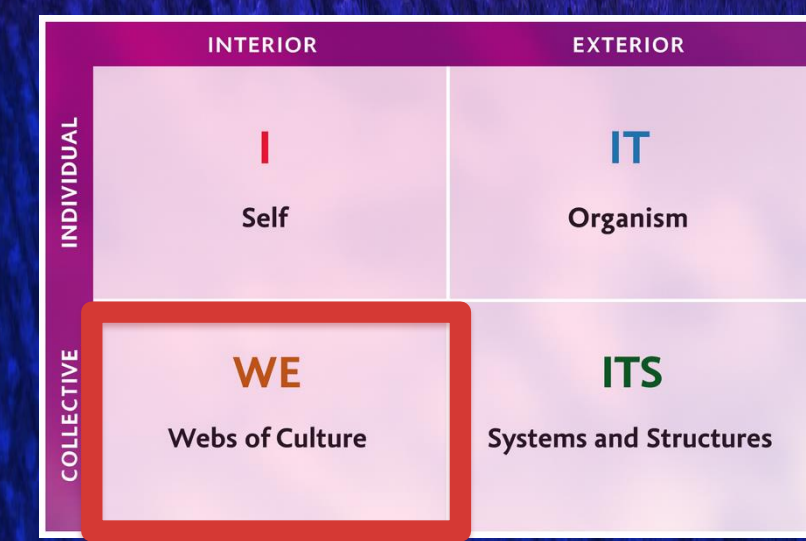 INTERIOR EXTERIOR
INDIVIDUAL
I IT
Self Organism
COLLECTIVE
WE ITS
Webs of Culture Systems and Structures